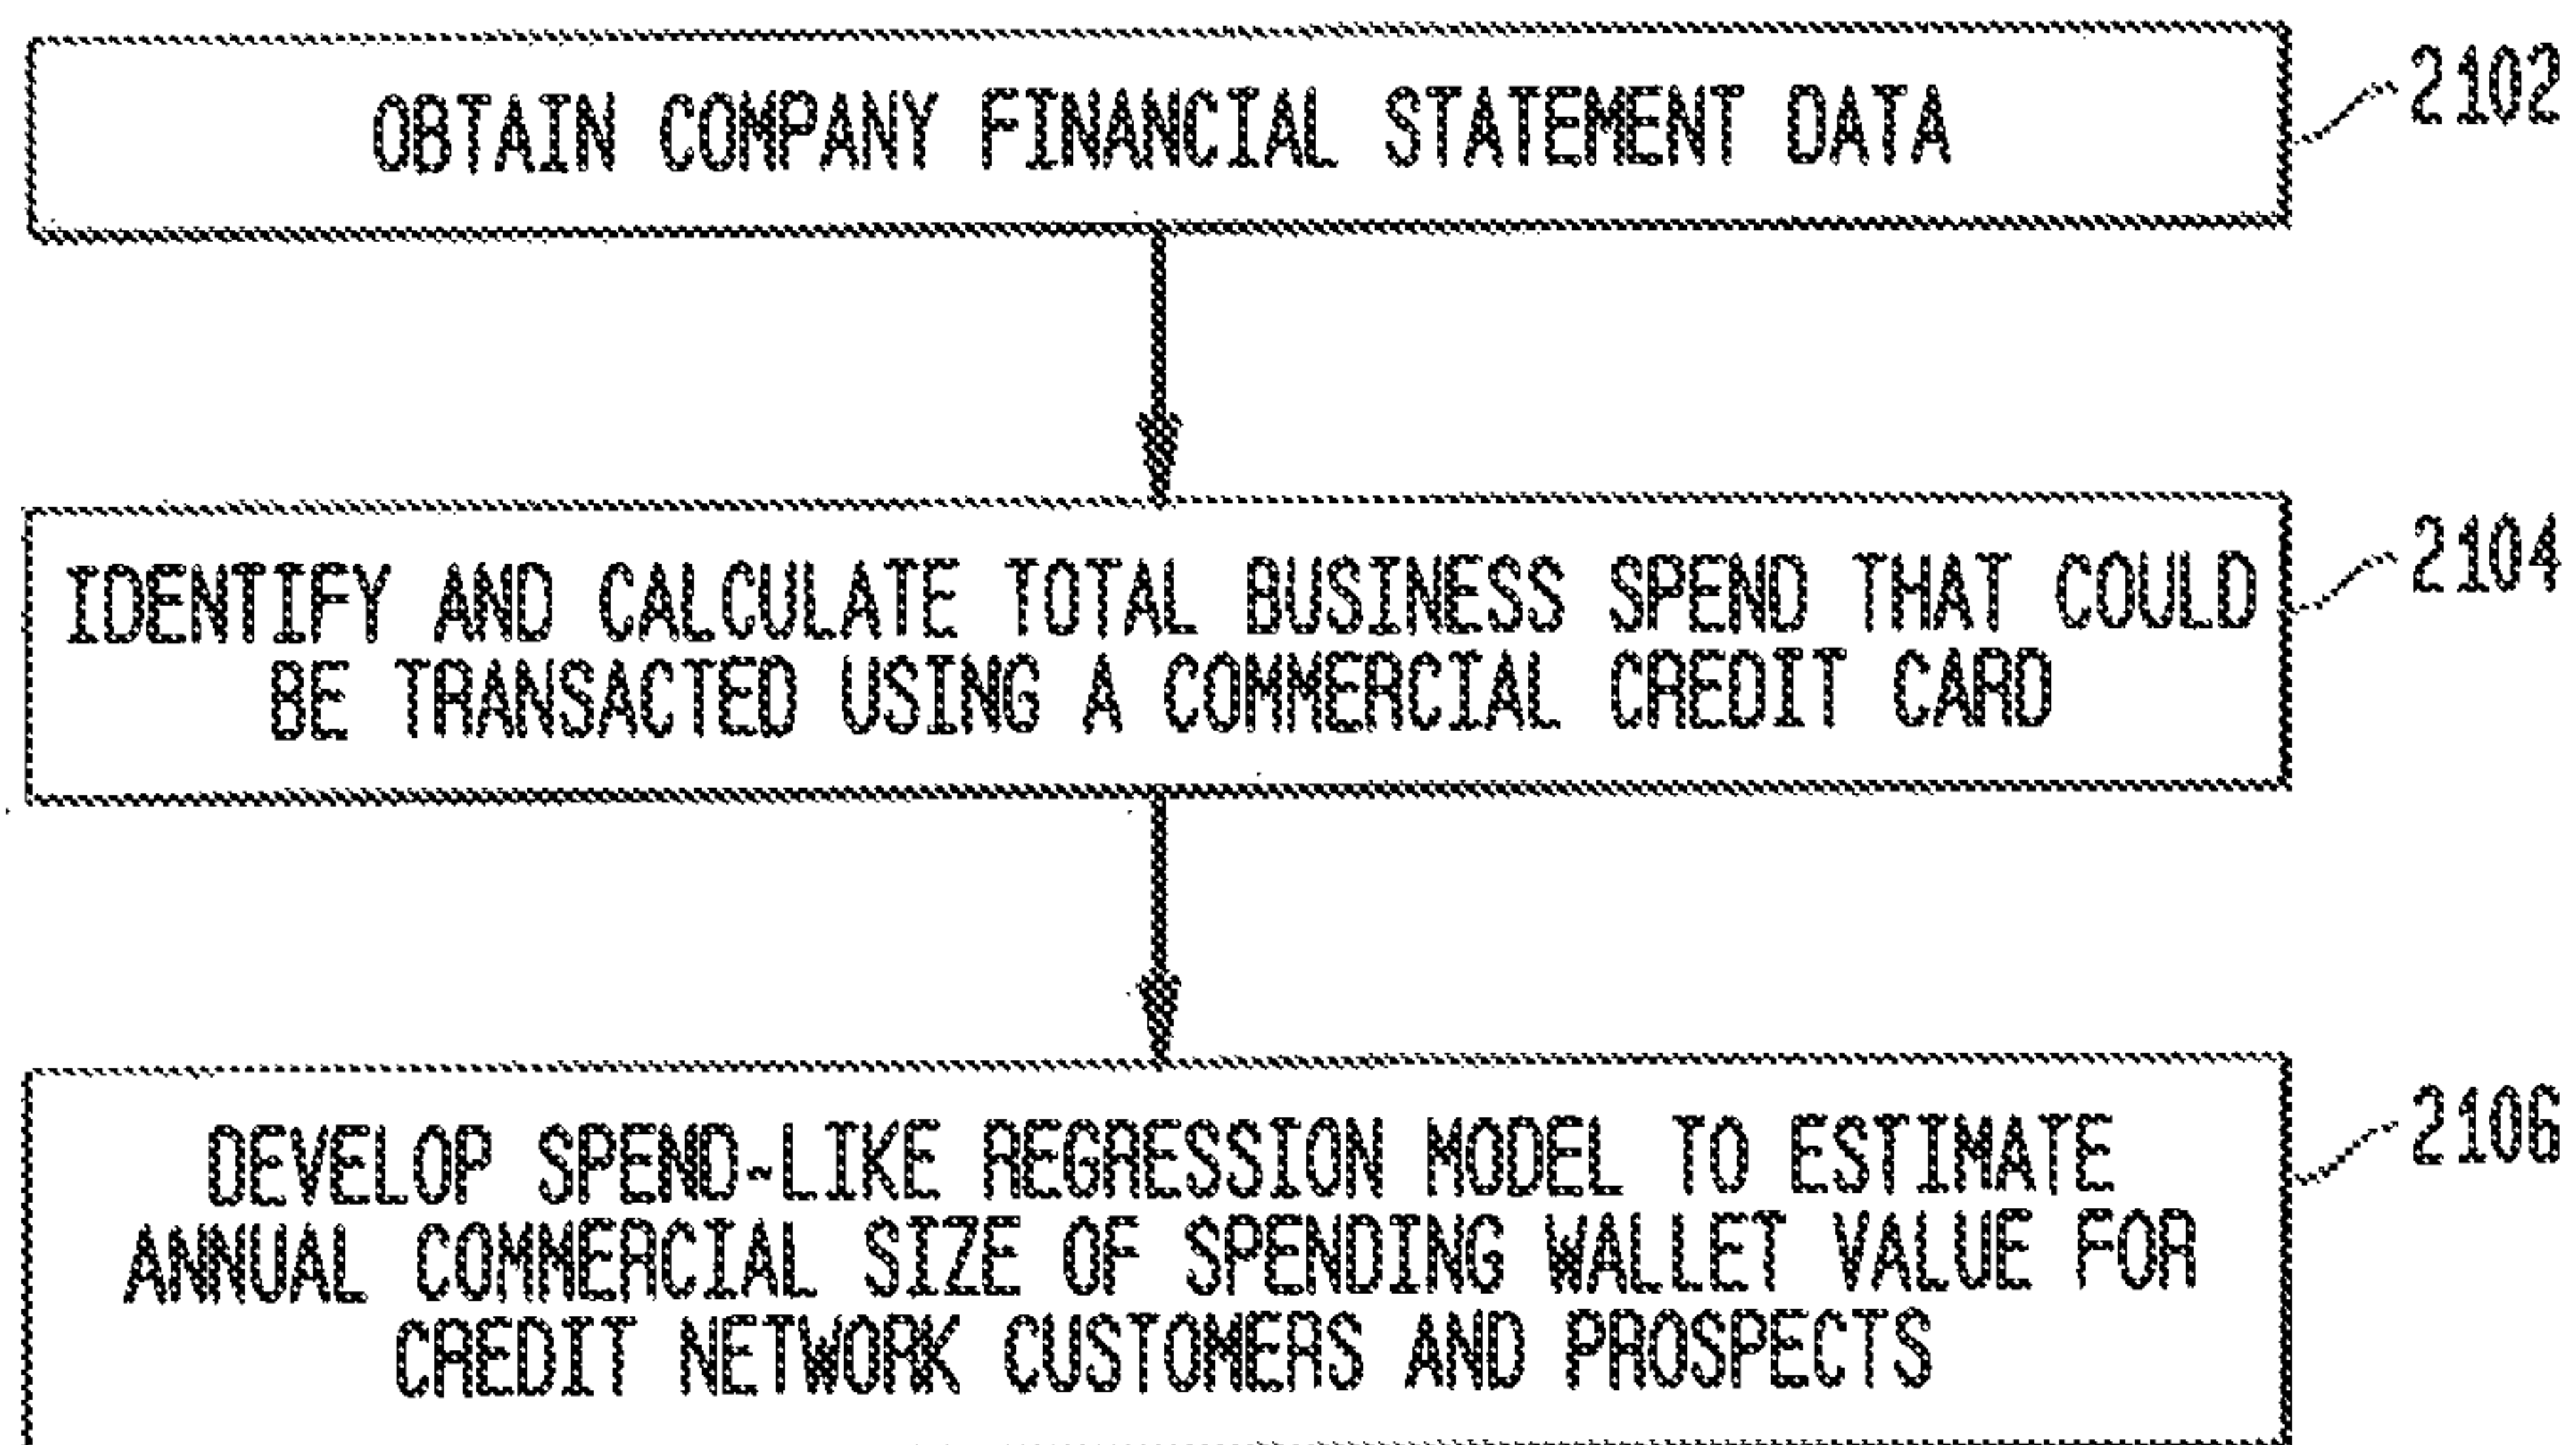 OBTAIN COMPANY FINANCIAL STATEMENT DATA
2102
IDENTIFY AND CALCULATE TOTAL BUSINESS SPEND THAT COULD
BE TRANSACTED USING A COMMERCIAL CREDIT CARD
2104
DEVELOP SPEND-LIKE REGRESSION MODEL TO ESTIMATE
ANNUAL COMMERCIAL SIZE OF SPENDING WALLET VALUE FOR
CREDIT NETWORK CUSTOMERS AND PROSPECTS
2106